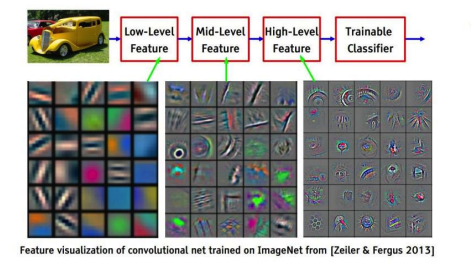 Low-Level
Feature
Mid-Level
Feature
High-Level
Feature
Trainable
Classifier
Feature visualization of convolutional net trained on ImageNet from [Zeiler & Fergus 2013]